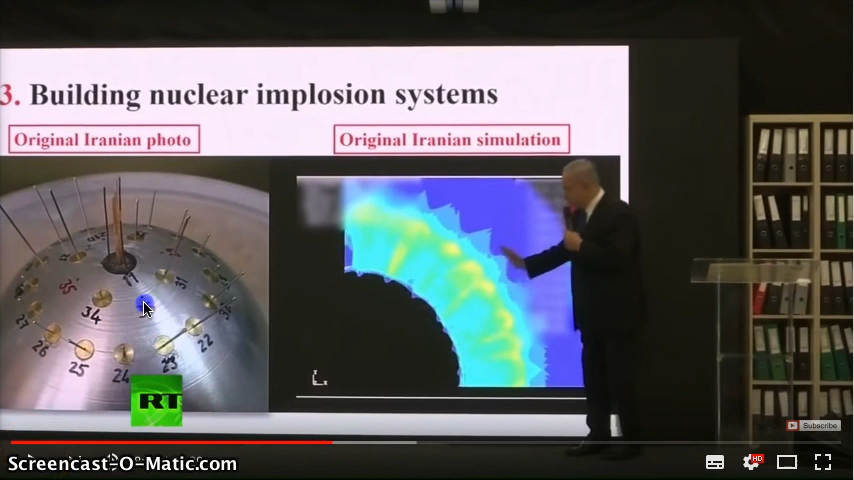 3. Building nuclear implosion systems
Original Iranian photo
Original Iranian simulation
35
34
31
27
26
25
24
23
22
RT
Subscribe
HD
Screencast-O-Matic.com